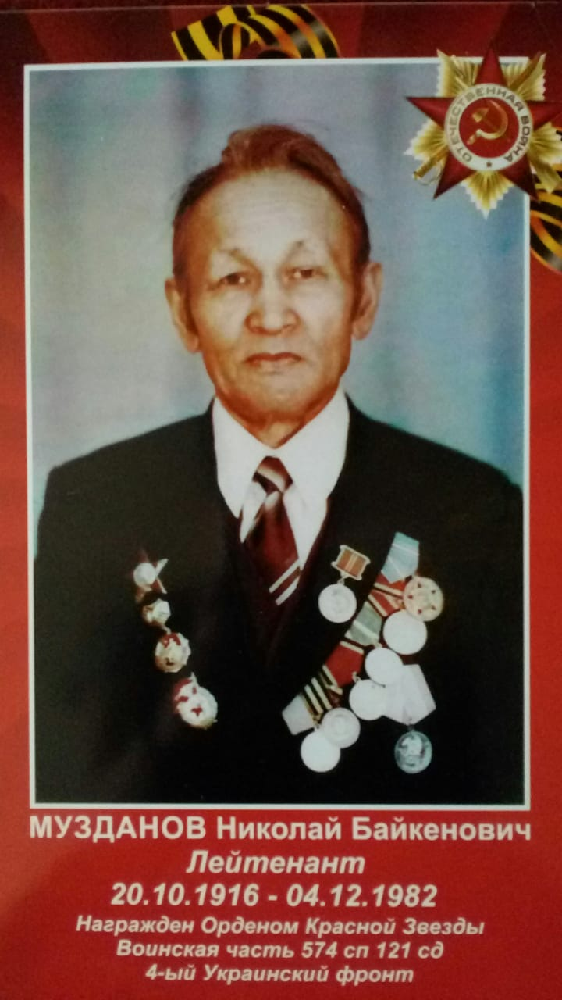 ОТЕЧЕСТВЕННАЯ ВОЙНА
МУЗДАНОВ Николай Байкенович
Лейтенант
20.10.1916 - 04.12.1982
Награжден Орденом Красной Звезды
Воинская часть 574 сп 121 сд
4-ый Украинский фронт